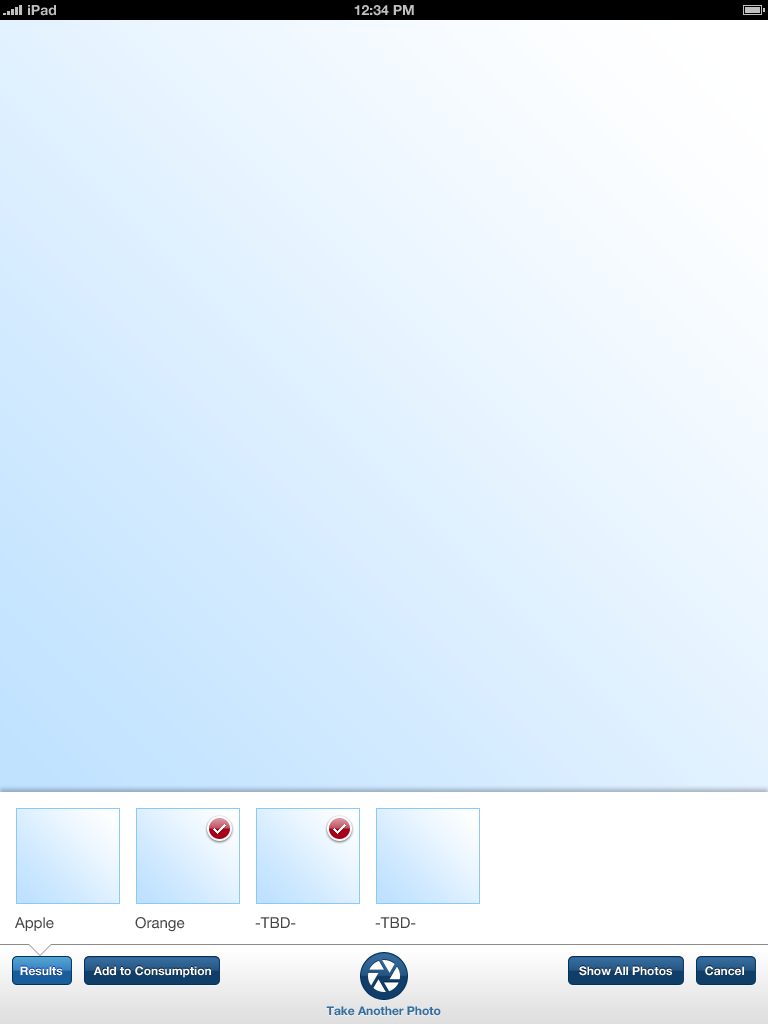 iPad 12:34 PM
Apple Orange -TBD- -TBD-
Results Add to Consumption Show All Photos Cancel
Take Another Photo